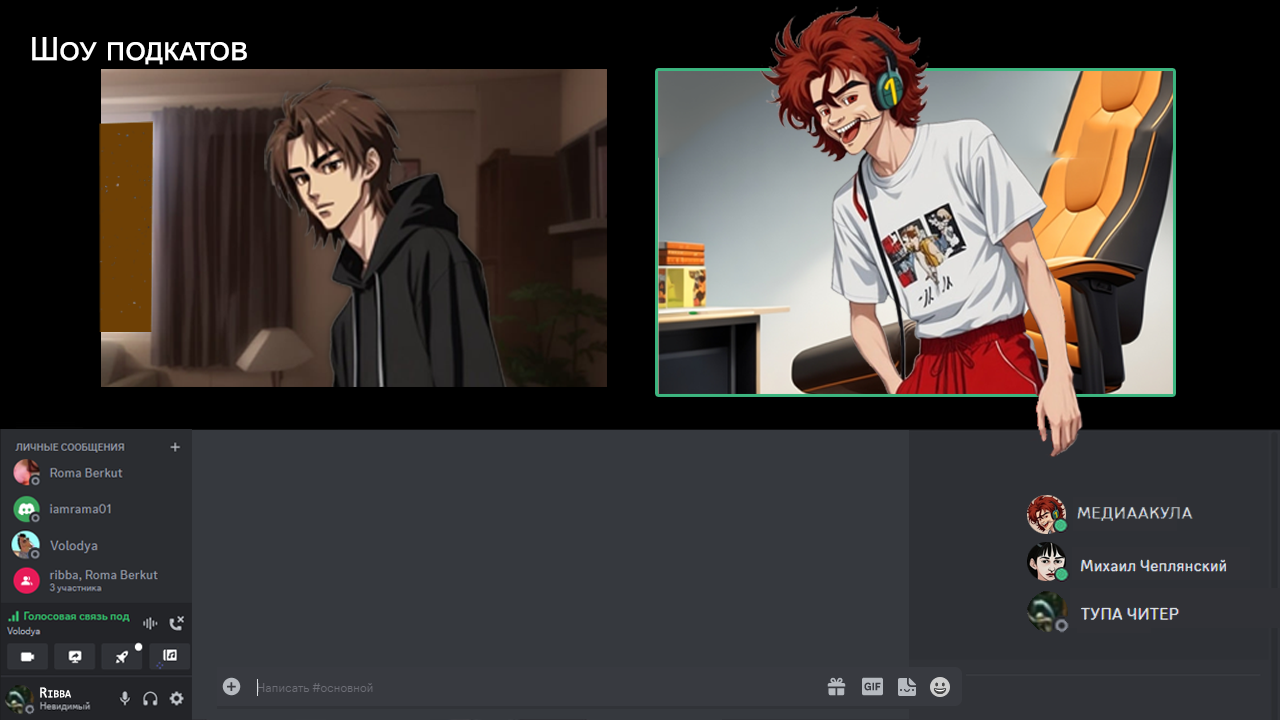 Шоу подкатов
ЛИЧНЫЕ СООБЩЕНИЯ
Roma Berkut
iamrama01
Volodya
ribba, Roma Berkut
3 участника
Голосовая связь под
Volodya
Ribba
Невидимый
Написать #основной
GIF
МЕДИААКУЛА
Михаил Чеплянский
ТУПА ЧИТЕР